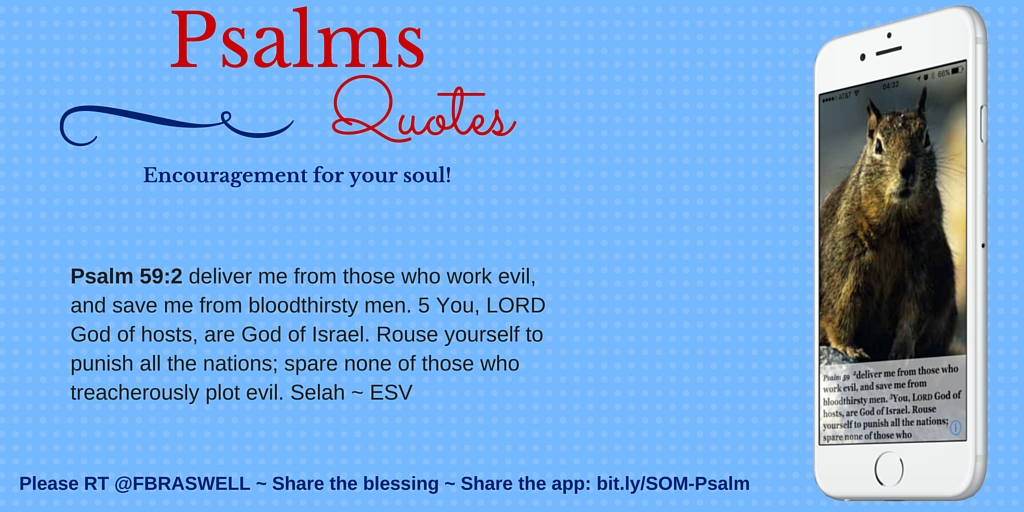 Psalms
Quotes
Encouragement for your soul!
Psalm 59:2 deliver me from those who work evil,
and save me from bloodthirsty men. 5 You, LORD
God of hosts, are God of Israel. Rouse yourself to
punish all the nations; spare none of those who
treacherously plot evil. Selah ~ ESV
Please RT @FBRASWELL ~ Share the blessing ~ Share the app: bit.ly/SOM-Psalm
AT&T 04:32 66%
Psalm 59 ²deliver me from those who
work evil, and save me from
bloodthirsty men. ⁵You, LORD God of
hosts, are God of Israel. Rouse
yourself to punish all the nations;
spare none of those who